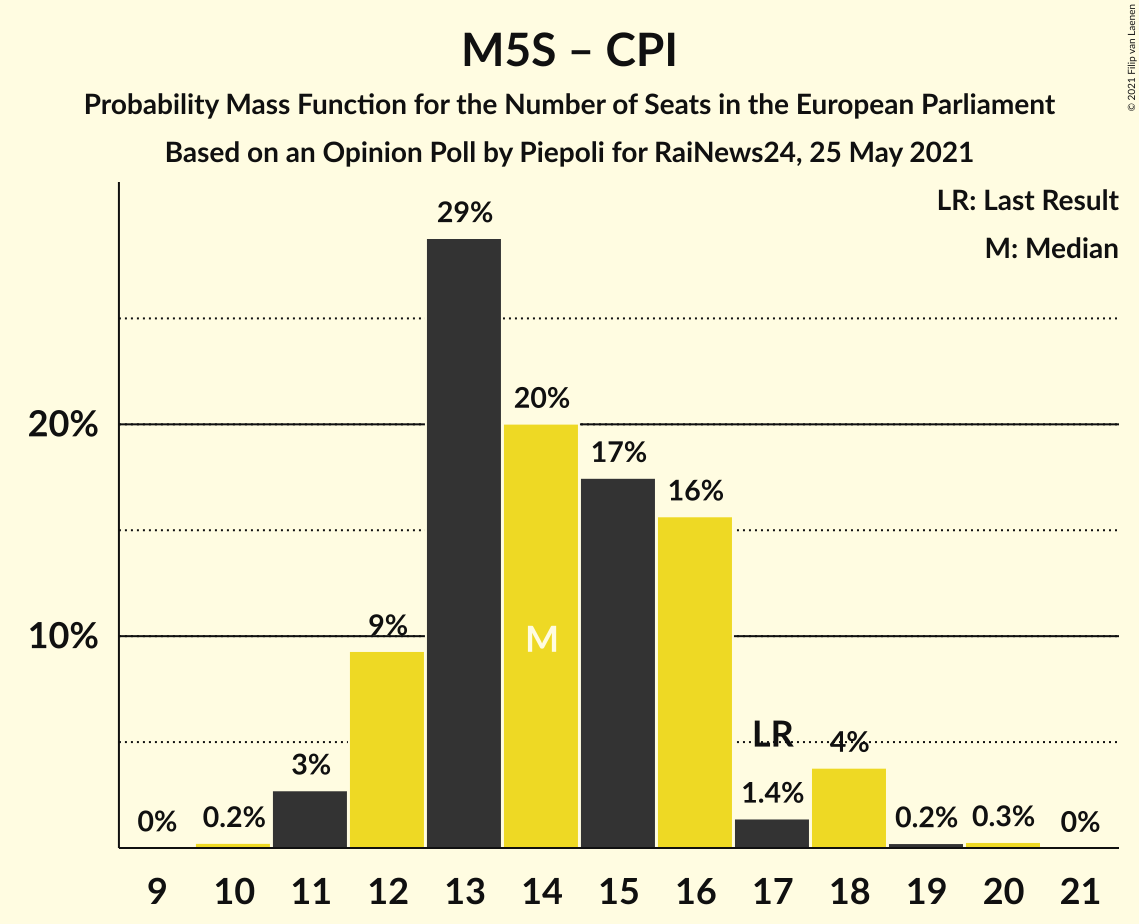 M5S – CPI
Probability Mass Function for the Number of Seats in the European Parliament
Based on an Opinion Poll by Piepoli for RaiNews24, 25 May 2021
© 2021 Filip van Laenen
LR: Last Result
M: Median
29%
20%
20%
17%
16%
10%
9%
M
LR
4%
3%
1.4%
0%
0.2%
0.2%
0.3%
0%
9 10 11 12 13 14 15 16 17 18 19 20 21